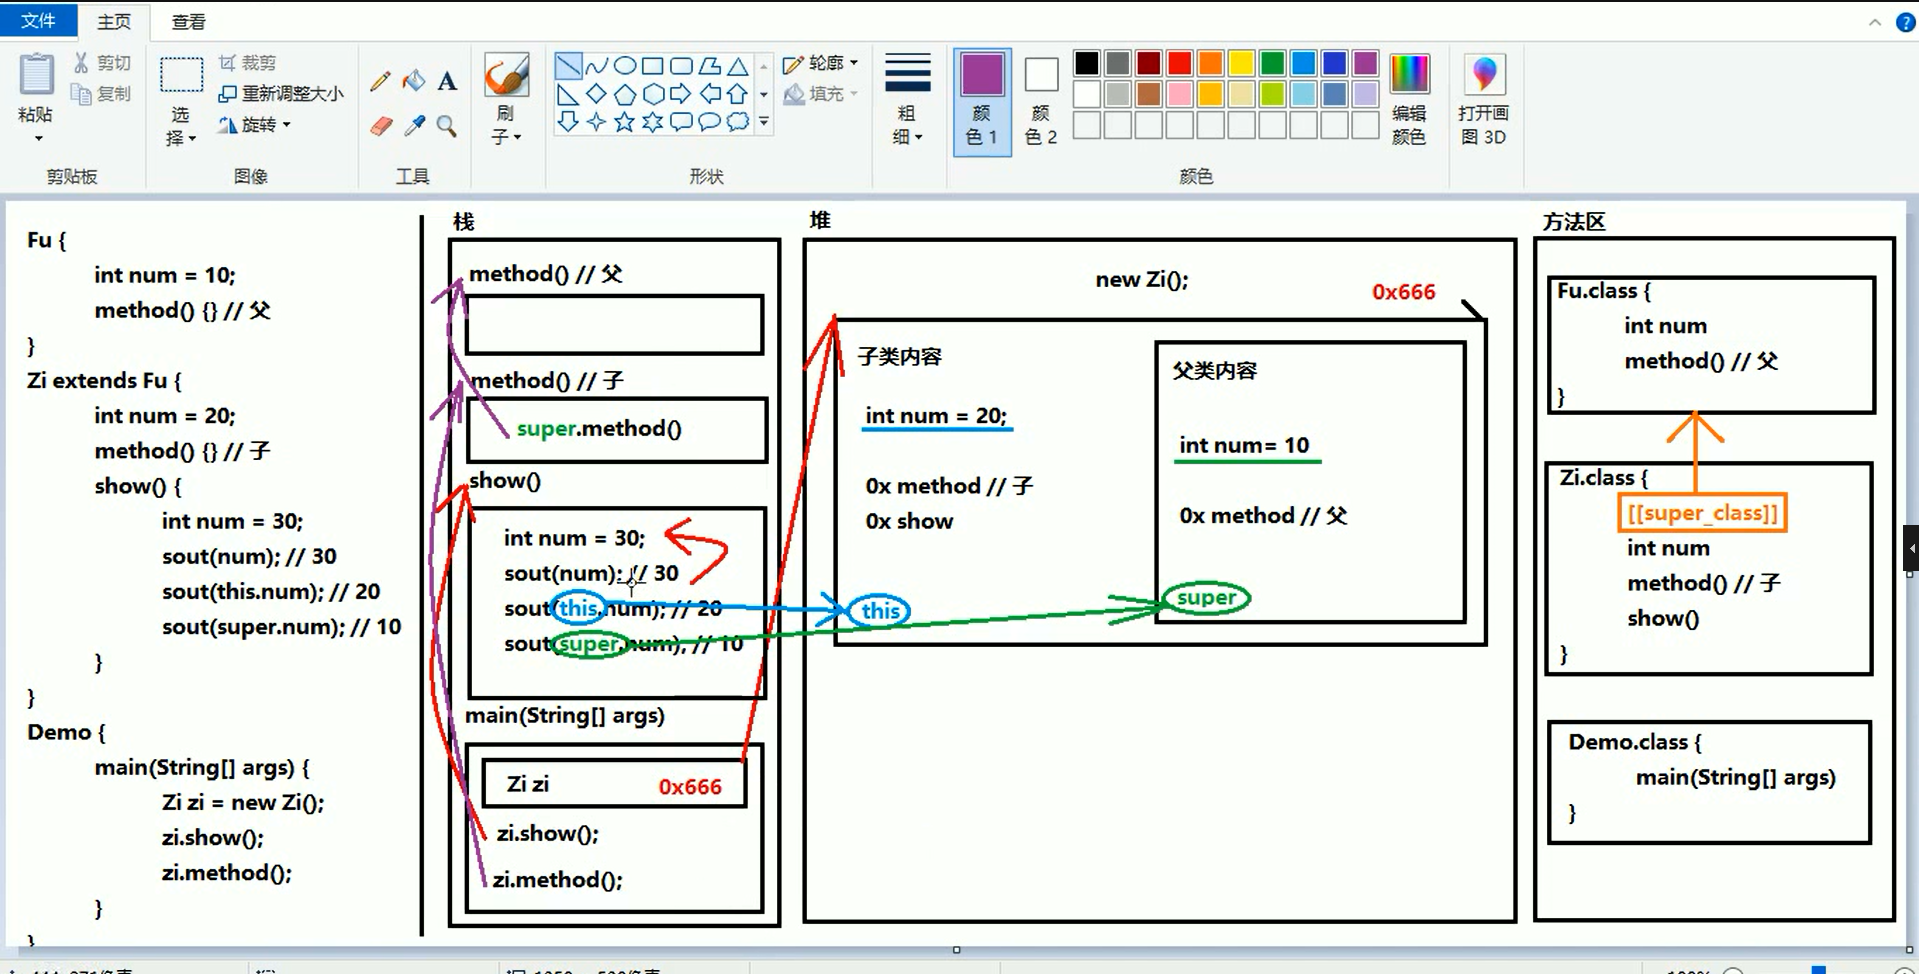 文件
主页
查看
粘贴
剪切
复制
剪贴板
选择
裁剪
重新调整大小
旋转
图像
A
工具
刷子
轮廓
填充
形状
粗细
颜色 1
颜色 2
编辑颜色
颜色
打开画图 3D
Fu {
int num = 10;
method() {} // 父
}
Zi extends Fu {
int num = 20;
method() {} // 子
show() {
int num = 30;
sout(num); // 30
sout(this.num); // 20
sout(super.num); // 10
}
}
Demo {
main(String[] args) {
Zi zi = new Zi();
zi.show();
zi.method();
}
}
栈
method() // 父
method() // 子
super.method()
show()
int num = 30;
sout(num); // 30
sout(this.num); // 20
sout(super.num); // 10
main(String[] args)
Zi zi 0x666
zi.show();
zi.method();
堆
new Zi();
0x666
子类内容
int num = 20;
0x method // 子
0x show
this
父类内容
int num= 10
0x method // 父
super
方法区
Fu.class {
int num
method() // 父
}
Zi.class {
[[super_class]]
int num
method() // 子
show()
}
Demo.class {
main(String[] args)
}